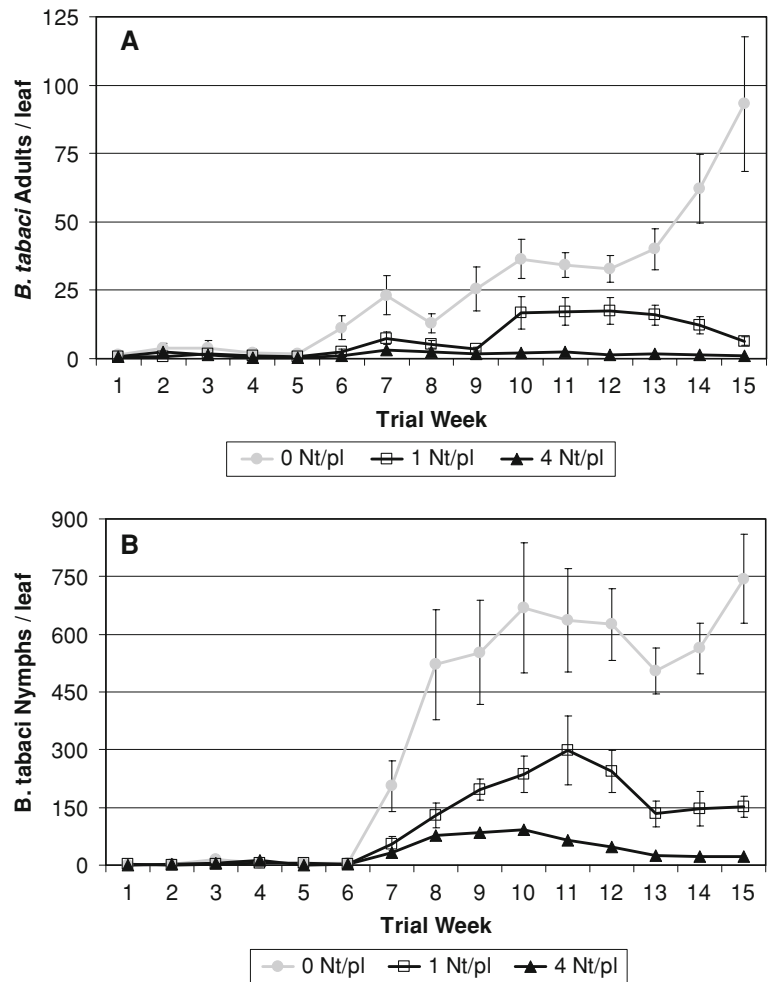 A
B. tabaci Adults / leaf
125
100
75
50
25
0
1 2 3 4 5 6 7 8 9 10 11 12 13 14 15
Trial Week
0 Nt/pl 1 Nt/pl 4 Nt/pl
B
B. tabaci Nymphs / leaf
900
750
600
450
300
150
0
1 2 3 4 5 6 7 8 9 10 11 12 13 14 15
Trial Week
0 Nt/pl 1 Nt/pl 4 Nt/pl